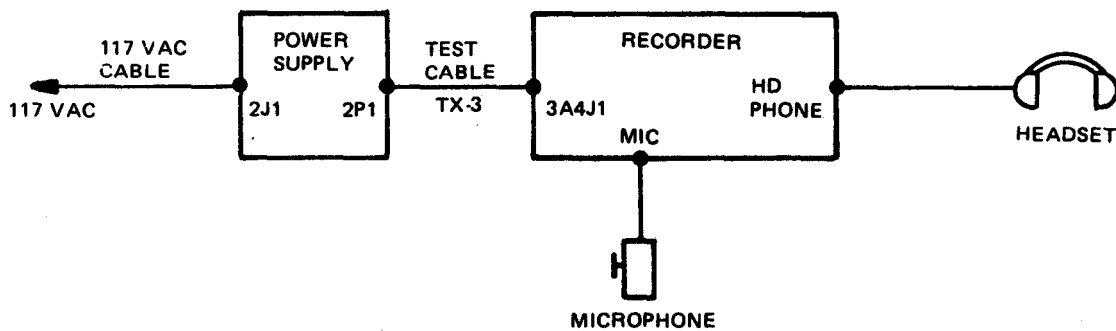 117 VAC
CABLE
117 VAC
POWER
SUPPLY
2J1
2P1
TEST
CABLE
TX-3
RECORDER
3A4J1
HD
PHONE
MIC
HEADSET
MICROPHONE